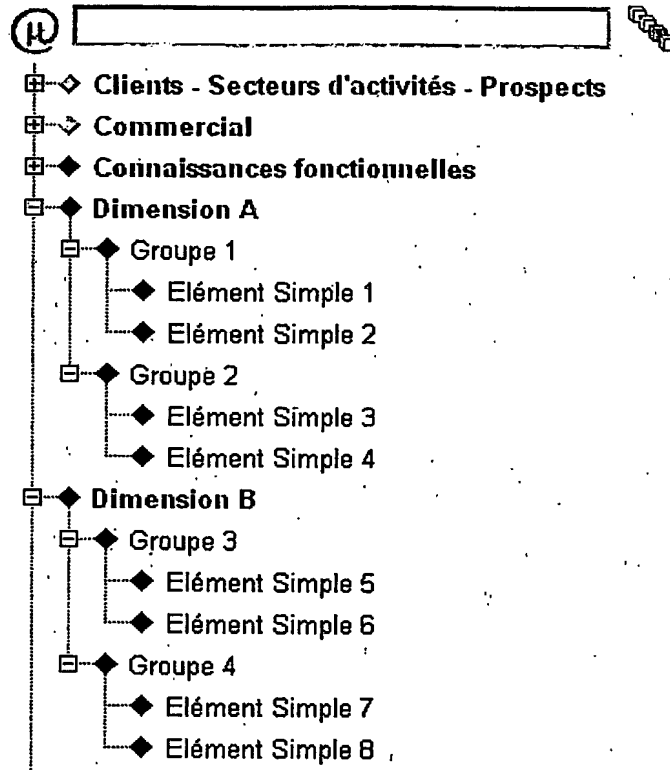 µ
Clients - Secteurs d'activités - Prospects
Commercial
Connaissances fonctionnelles
Dimension A
Groupe 1
Elément Simple 1
Elément Simple 2
Groupe 2
Elément Simple 3
Elément Simple 4
Dimension B
Groupe 3
Elément Simple 5
Elément Simple 6
Groupe 4
Elément Simple 7
Elément Simple 8